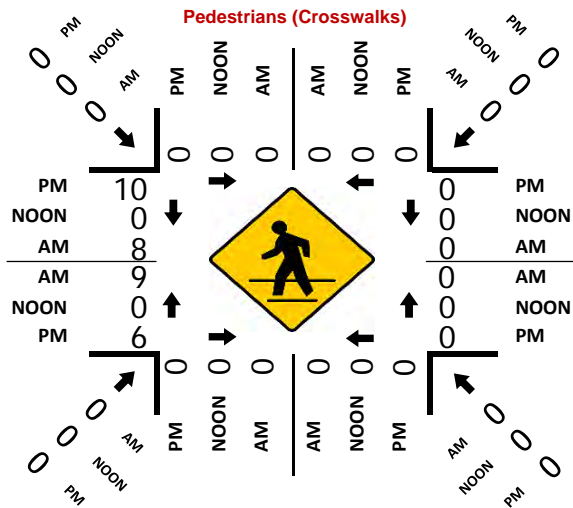 Pedestrians (Crosswalks)
0 PM
0 NOON
0 AM
PM NOON AM AM NOON PM
PM 0
NOON 0
AM 0
0 0 0 0 0 0
PM 10 0 PM
NOON 0 0 NOON
AM 8 0 AM
AM 9 0 AM
NOON 0 0 NOON
PM 6 0 PM
0 0 0 0 0 0
PM NOON AM AM NOON PM
0 AM
0 NOON
0 PM
AM 0
NOON 0
PM 0